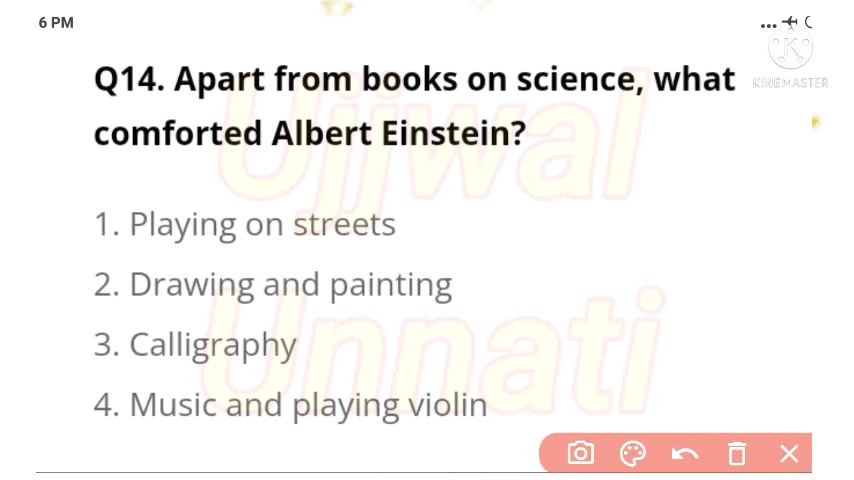 6 PM
KINEMASTER
Q14. Apart from books on science, what
comforted Albert Einstein?
Ujjwal
1. Playing on streets
2. Drawing and painting
3. Calligraphy
Unnati
4. Music and playing violin